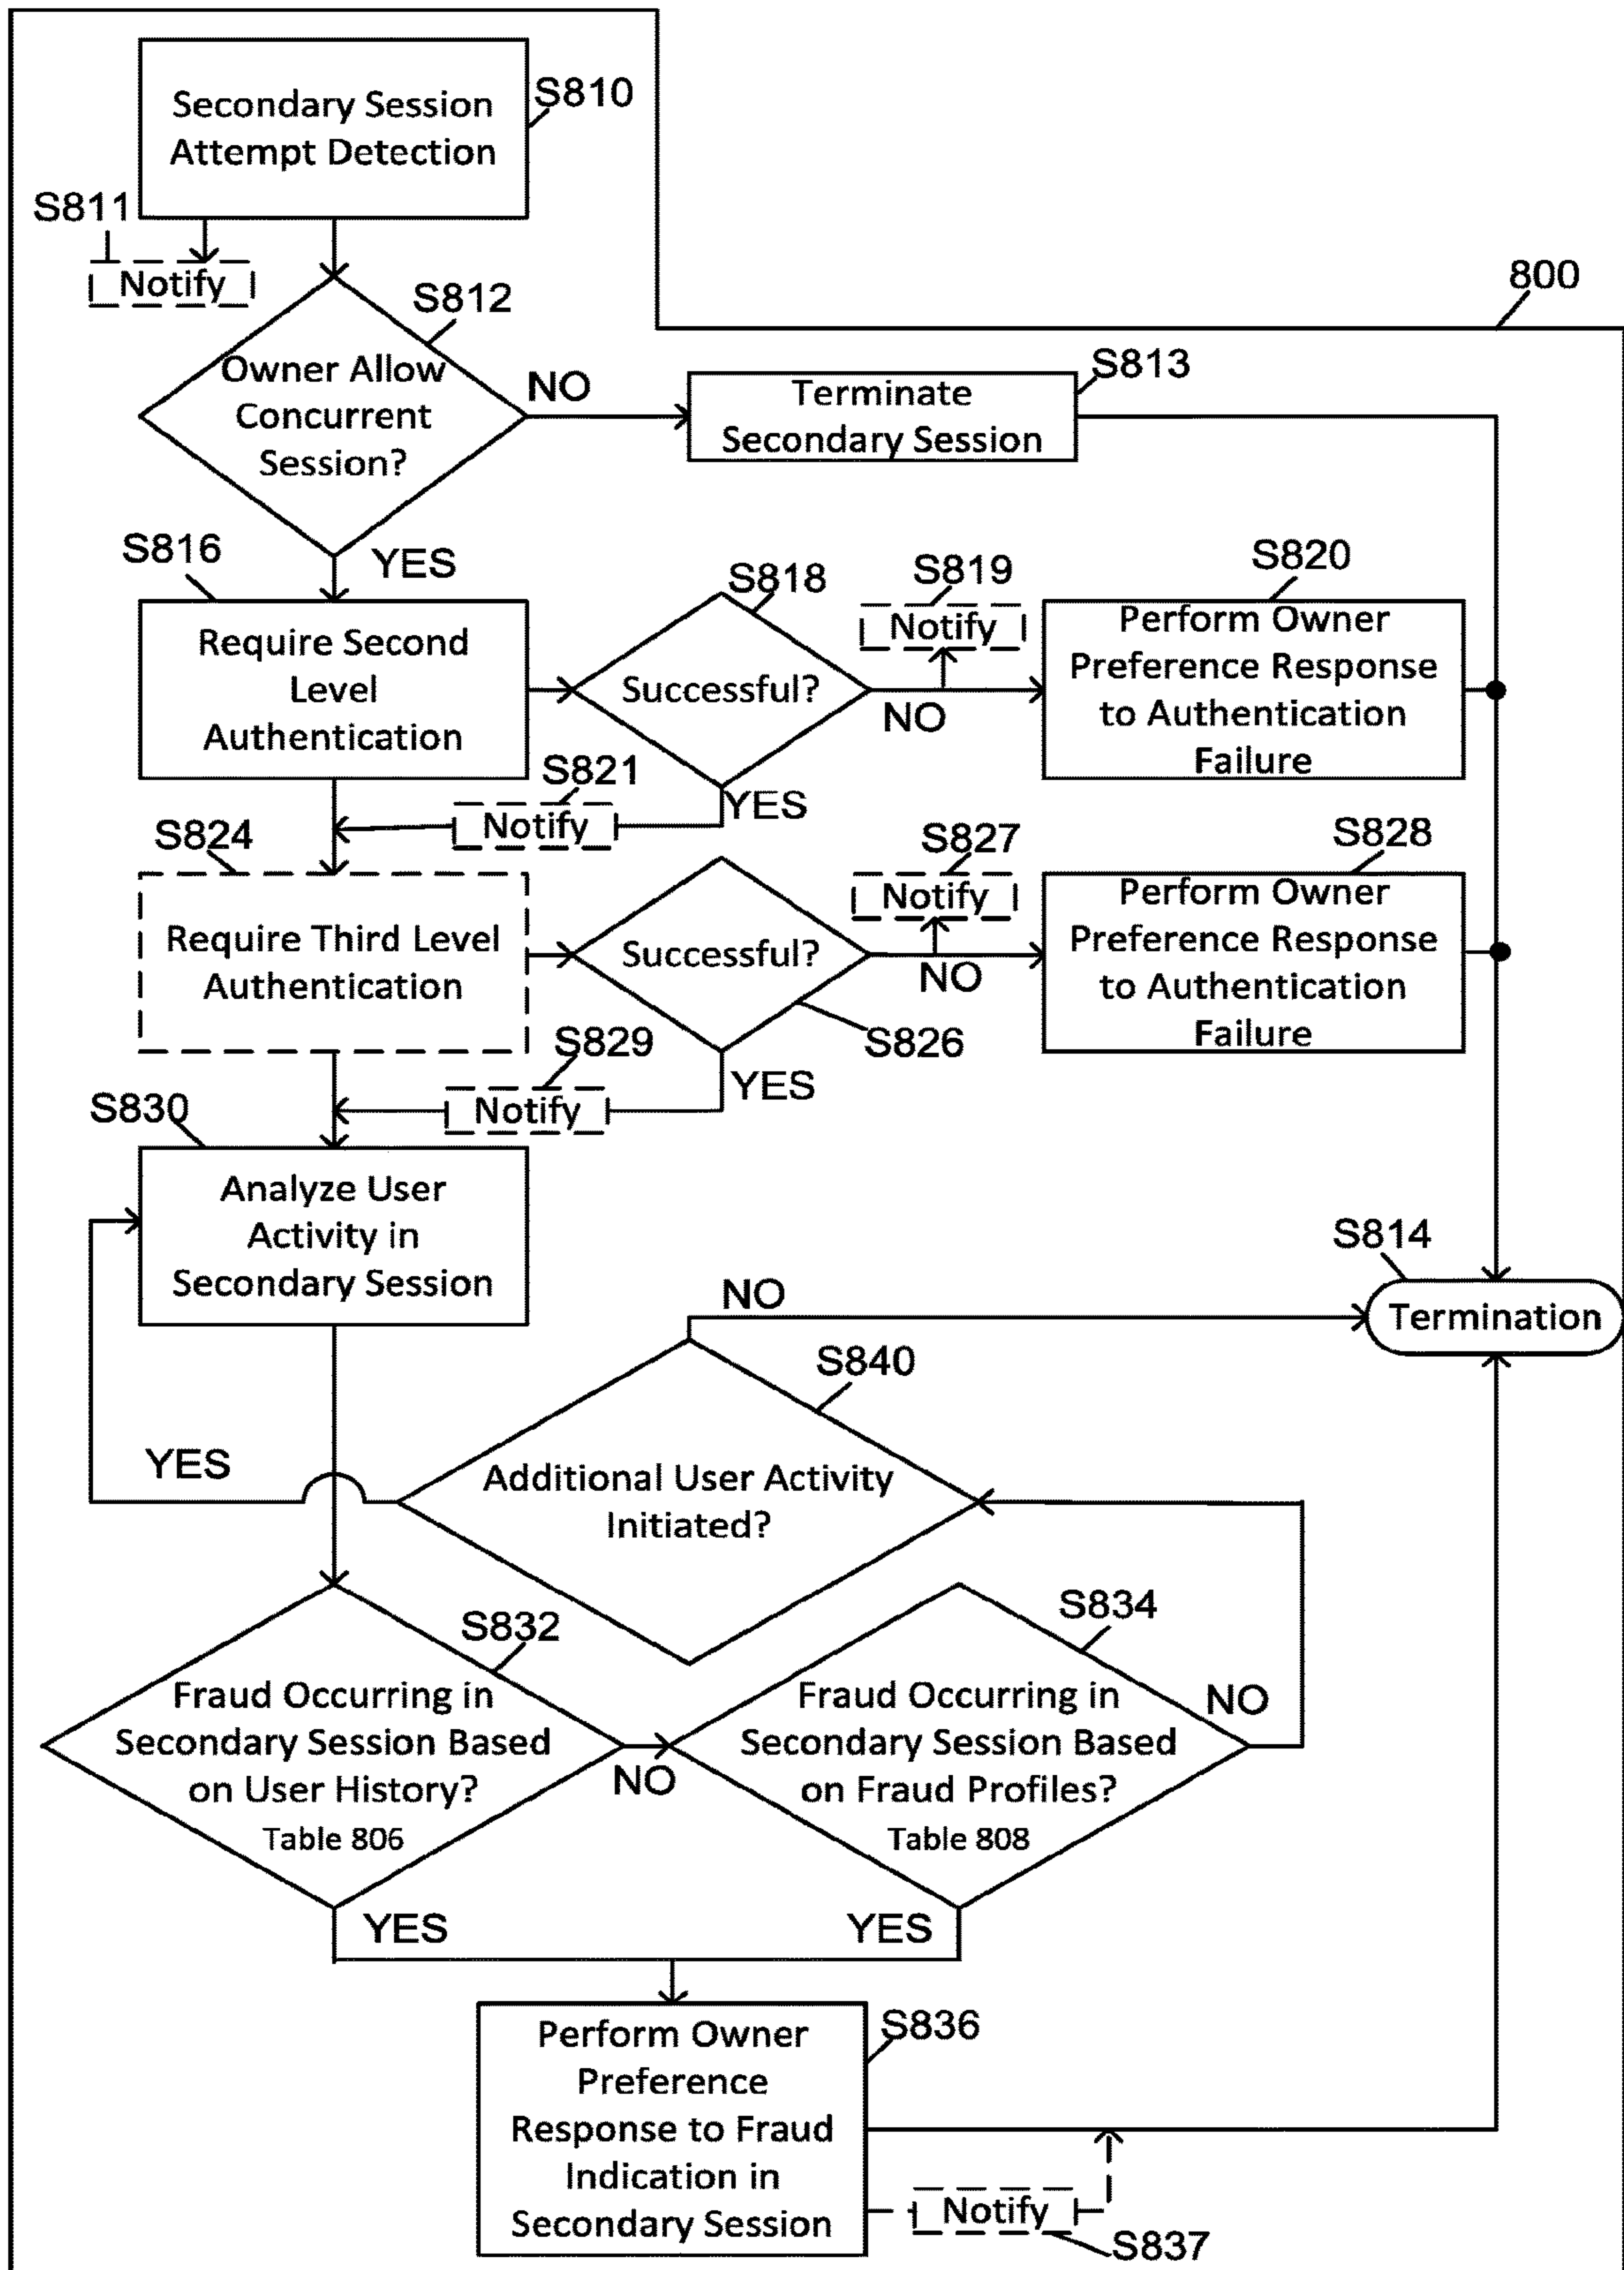 Secondary Session
Attempt Detection
S810
S811
Notify
800
S812
Owner Allow
Concurrent
Session?
NO
Terminate
Secondary Session
S813
YES
S816
Require Second
Level
Authentication
S818
Successful?
S819
Notify
NO
S820
Perform Owner
Preference Response
to Authentication
Failure
S821
Notify
YES
S824
Require Third Level
Authentication
Successful?
S826
S827
Notify
NO
S828
Perform Owner
Preference Response
to Authentication
Failure
S829
Notify
YES
S830
Analyze User
Activity in
Secondary Session
S814
Termination
NO
S840
Additional User Activity
Initiated?
YES
S832
Fraud Occurring in
Secondary Session Based
on User History?
Table 806
NO
S834
Fraud Occurring in
Secondary Session Based
on Fraud Profiles?
Table 808
NO
YES
YES
Perform Owner
Preference
Response to Fraud
Indication in
Secondary Session
S836
Notify
S837